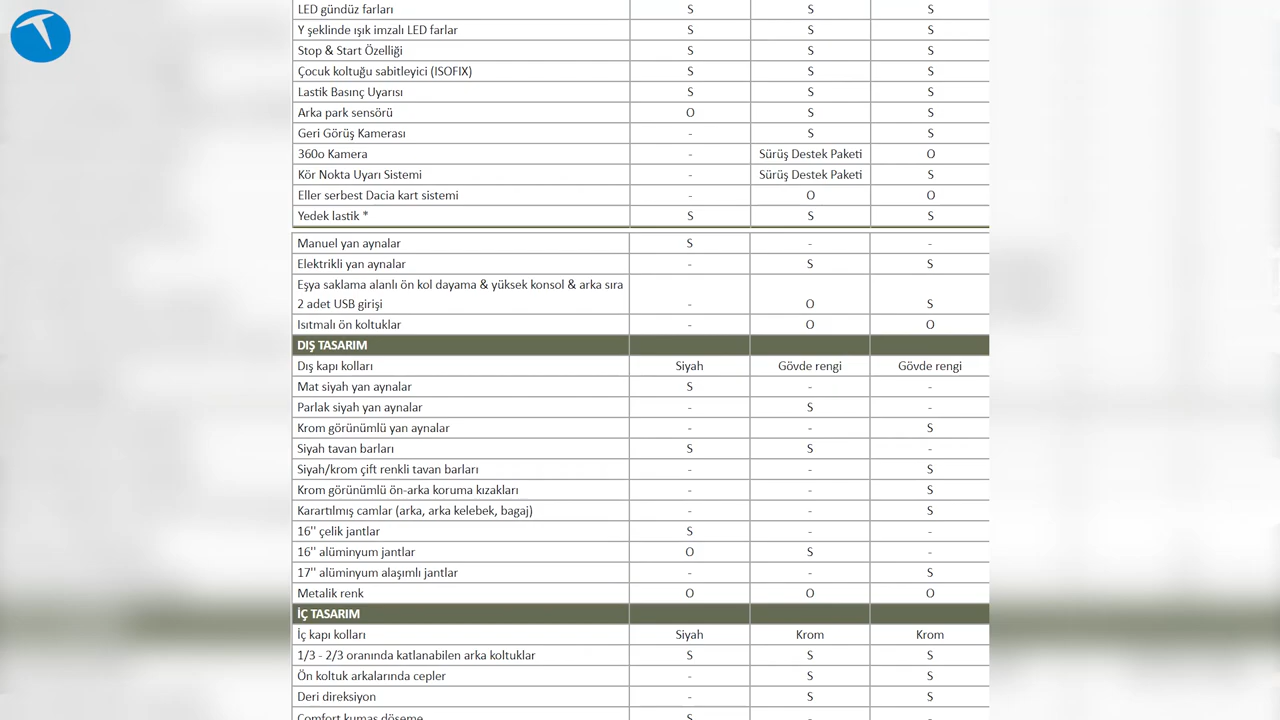 LED gündüz farları S S S
Y şeklinde ışık imzalı LED farlar S S S
Stop & Start Özelliği S S S
Çocuk koltuğu sabitleyici (ISOFIX) S S S
Lastik Basınç Uyarısı S S S
Arka park sensörü O S S
Geri Görüş Kamerası - S S
360o Kamera - Sürüş Destek Paketi O
Kör Nokta Uyarı Sistemi - Sürüş Destek Paketi S
Eller serbest Dacia kart sistemi - O O
Yedek lastik * S S S
Manuel yan aynalar S - -
Elektrikli yan aynalar - S S
Eşya saklama alanlı ön kol dayama & yüksek konsol & arka sıra
2 adet USB girişi - O S
Isıtmalı ön koltuklar - O O
DIŞ TASARIM
Dış kapı kolları Siyah Gövde rengi Gövde rengi
Mat siyah yan aynalar S - -
Parlak siyah yan aynalar - S -
Krom görünümlü yan aynalar - - S
Siyah tavan barları S S -
Siyah/krom çift renkli tavan barları - - S
Krom görünümlü ön-arka koruma kızakları - - S
Karartılmış camlar (arka, arka kelebek, bagaj) - - S
16'' çelik jantlar S - -
16'' alüminyum jantlar O S -
17'' alüminyum alaşımlı jantlar - - S
Metalik renk O O O
İÇ TASARIM
İç kapı kolları Siyah Krom Krom
1/3 - 2/3 oranında katlanabilen arka koltuklar S S S
Ön koltuk arkalarında cepler - S S
Deri direksiyon - S S
Comfort kumaş döşeme S - -